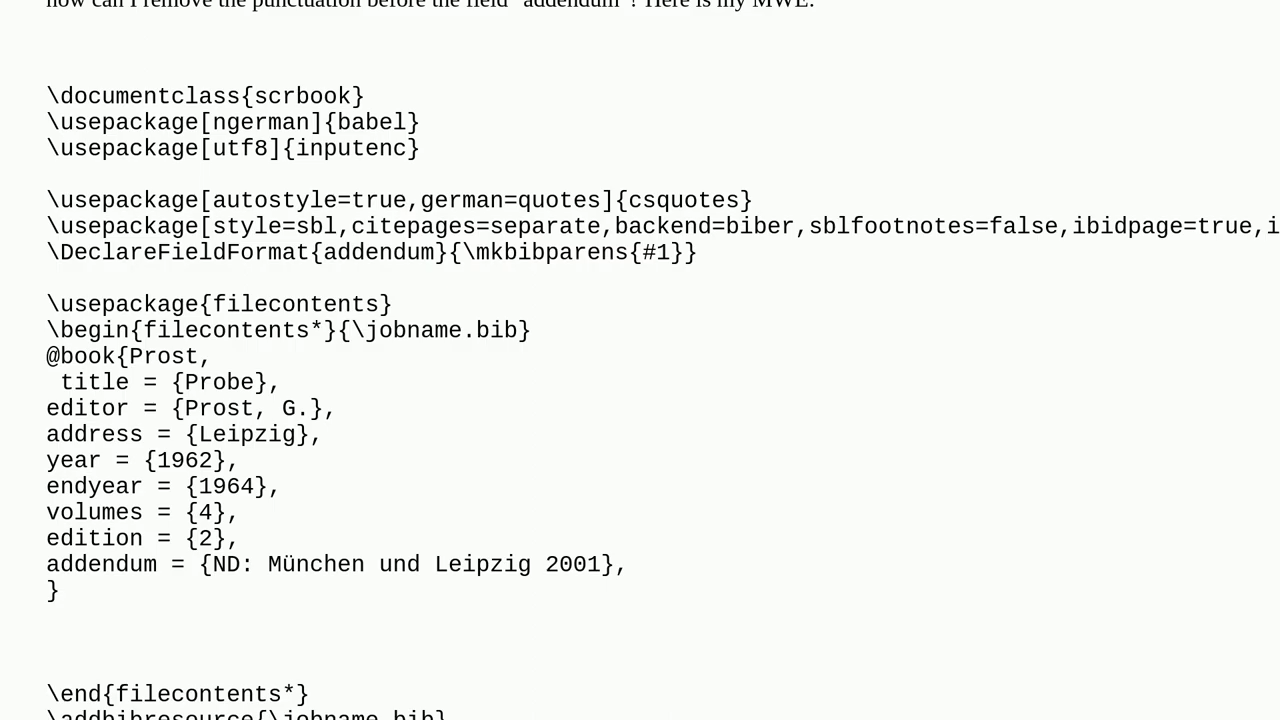 how can I remove the punctuation before the field "addendum"? Here is my MWE:
\documentclass{scrbook}
\usepackage[ngerman]{babel}
\usepackage[utf8]{inputenc}
\usepackage[autostyle=true,german=quotes]{csquotes}
\usepackage[style=sbl,citepages=separate,backend=biber,sblfootnotes=false,ibidpage=true,i
\DeclareFieldFormat{addendum}{\mkbibparens{#1}}
\usepackage{filecontents}
\begin{filecontents*}{\jobname.bib}
@book{Prost,
title = {Probe},
editor = {Prost, G.},
address = {Leipzig},
year = {1962},
endyear = {1964},
volumes = {4},
edition = {2},
addendum = {ND: München und Leipzig 2001},
}
\end{filecontents*}
\addbibresource{\jobname.bib}